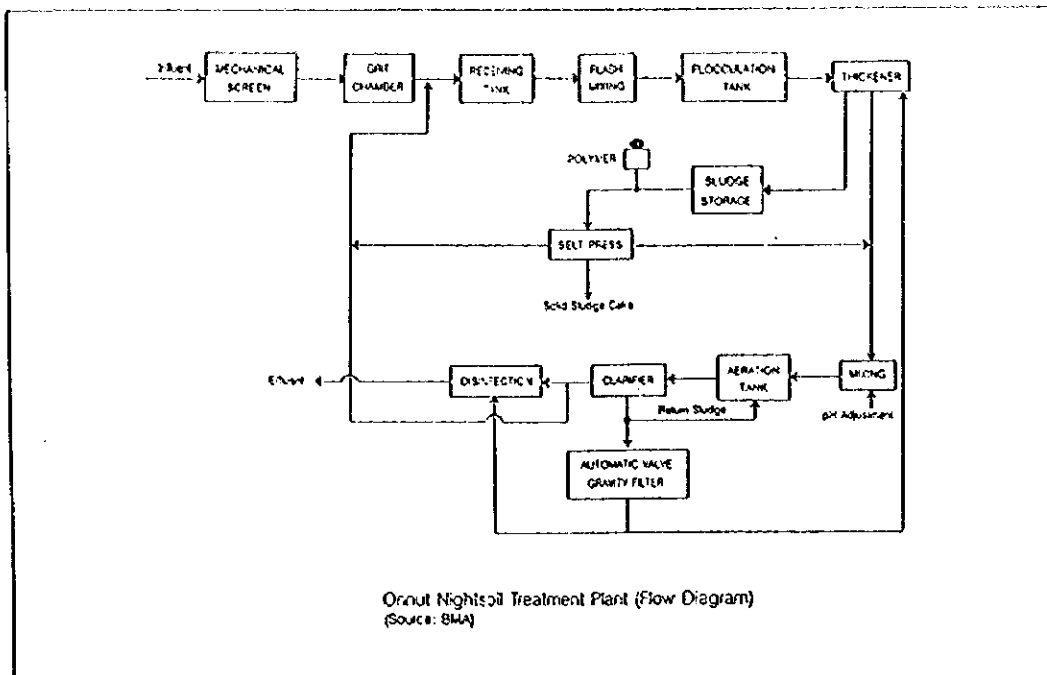 Influent
MECHANICAL
SCREEN
GRIT
CHAMBER
RECEIVING
TANK
FLASH
MIXING
FLOCCULATION
TANK
THICKENER
POLYMER
SLUDGE
STORAGE
BELT PRESS
Solid Sludge Cake
Effluent
DISINFECTION
CLARIFIER
AERATION
TANK
MIXING
Return Sludge
pH Adjustment
AUTOMATIC VALVE
GRAVITY FILTER
Onnut Nightsoil Treatment Plant (Flow Diagram)
(Source: BMA)